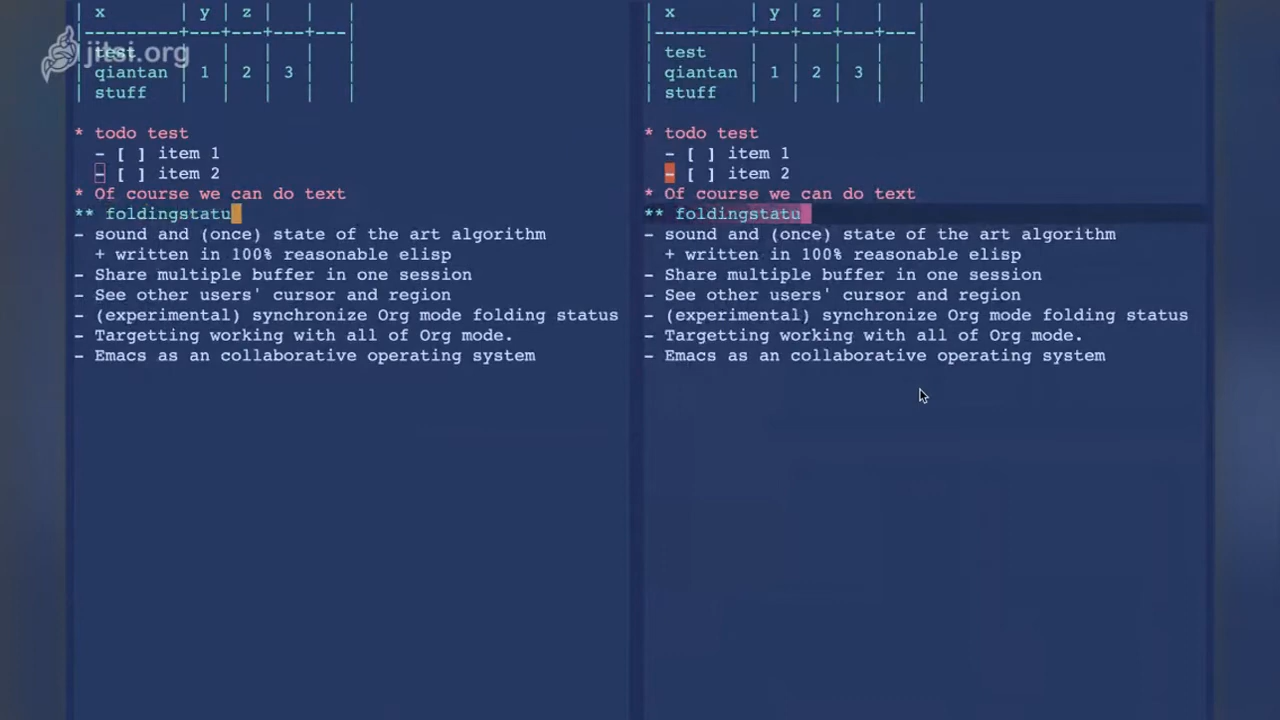 jitsi.org
| x | y | z | | |
|---------+---+---+---+---|
| test | | | | |
| qiantan | 1 | 2 | 3 | |
| stuff | | | | |
* todo test
- [ ] item 1
- [ ] item 2
* Of course we can do text
** foldingstatu
- sound and (once) state of the art algorithm
+ written in 100% reasonable elisp
- Share multiple buffer in one session
- See other users' cursor and region
- (experimental) synchronize Org mode folding status
- Targetting working with all of Org mode.
- Emacs as an collaborative operating system
| x | y | z | | |
|---------+---+---+---+---|
| test | | | | |
| qiantan | 1 | 2 | 3 | |
| stuff | | | | |
* todo test
- [ ] item 1
- [ ] item 2
* Of course we can do text
** foldingstatu
- sound and (once) state of the art algorithm
+ written in 100% reasonable elisp
- Share multiple buffer in one session
- See other users' cursor and region
- (experimental) synchronize Org mode folding status
- Targetting working with all of Org mode.
- Emacs as an collaborative operating system